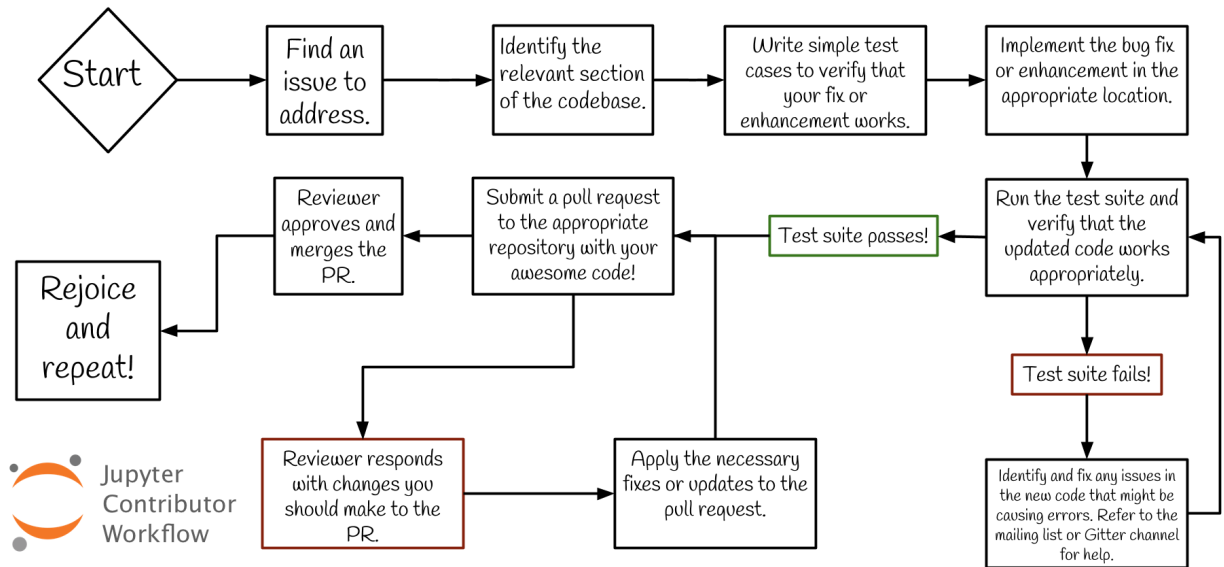 Start
Find an
issue to
address.
Identify the
relevant section
of the codebase.
Write simple test
cases to verify that
your fix or
enhancement works.
Implement the bug fix
or enhancement in the
appropriate location.
Run the test suite and
verify that the
updated code works
appropriately.
Test suite passes!
Submit a pull request
to the appropriate
repository with your
awesome code!
Reviewer
approves and
merges the
PR.
Rejoice
and
repeat!
Test suite fails!
Identify and fix any issues in
the new code that might be
causing errors. Refer to the
mailing list or Gitter channel
for help.
Reviewer responds
with changes you
should make to the
PR.
Apply the necessary
fixes or updates to the
pull request.
Jupyter
Contributor
Workflow